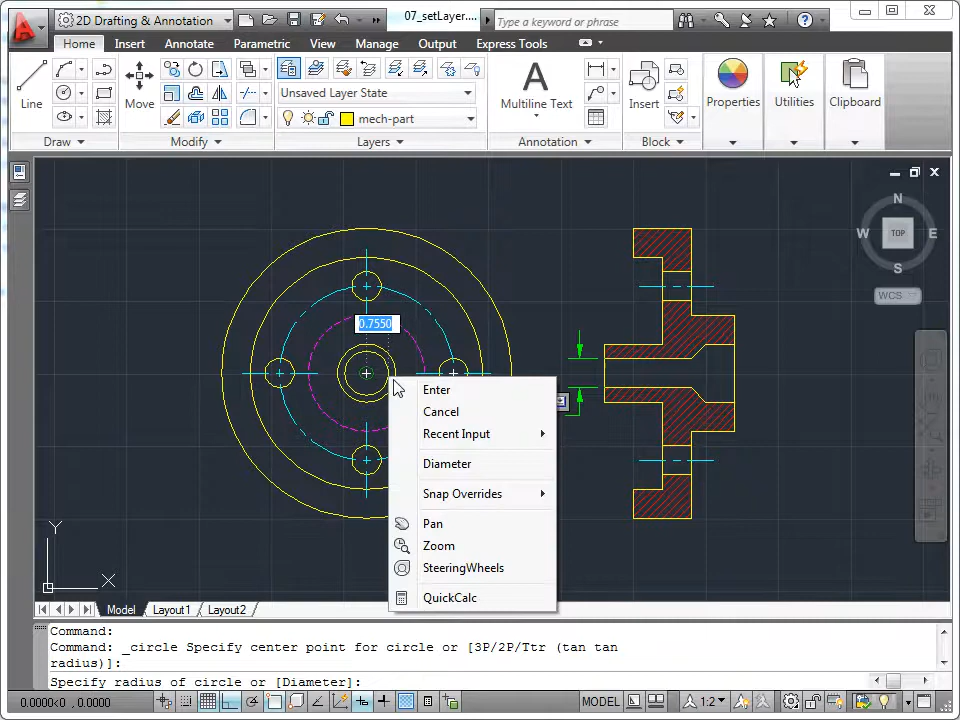 2D Drafting & Annotation
07_setLayer....
Type a keyword or phrase
Home Insert Annotate Parametric View Manage Output Express Tools
Unsaved Layer State
mech-part
Line
Move
Multiline Text
Insert
Properties
Utilities
Clipboard
Draw
Modify
Layers
Annotation
Block
N
W TOP E
S
WCS
0.7550
Enter
Cancel
Recent Input
Diameter
Snap Overrides
Pan
Zoom
SteeringWheels
QuickCalc
Y
X
Model Layout1 Layout2
Command:
Command: _circle Specify center point for circle or [3P/2P/Ttr (tan tan
radius)]:
Specify radius of circle or [Diameter]:
0.0000<0 , 0.0000
MODEL
1:2